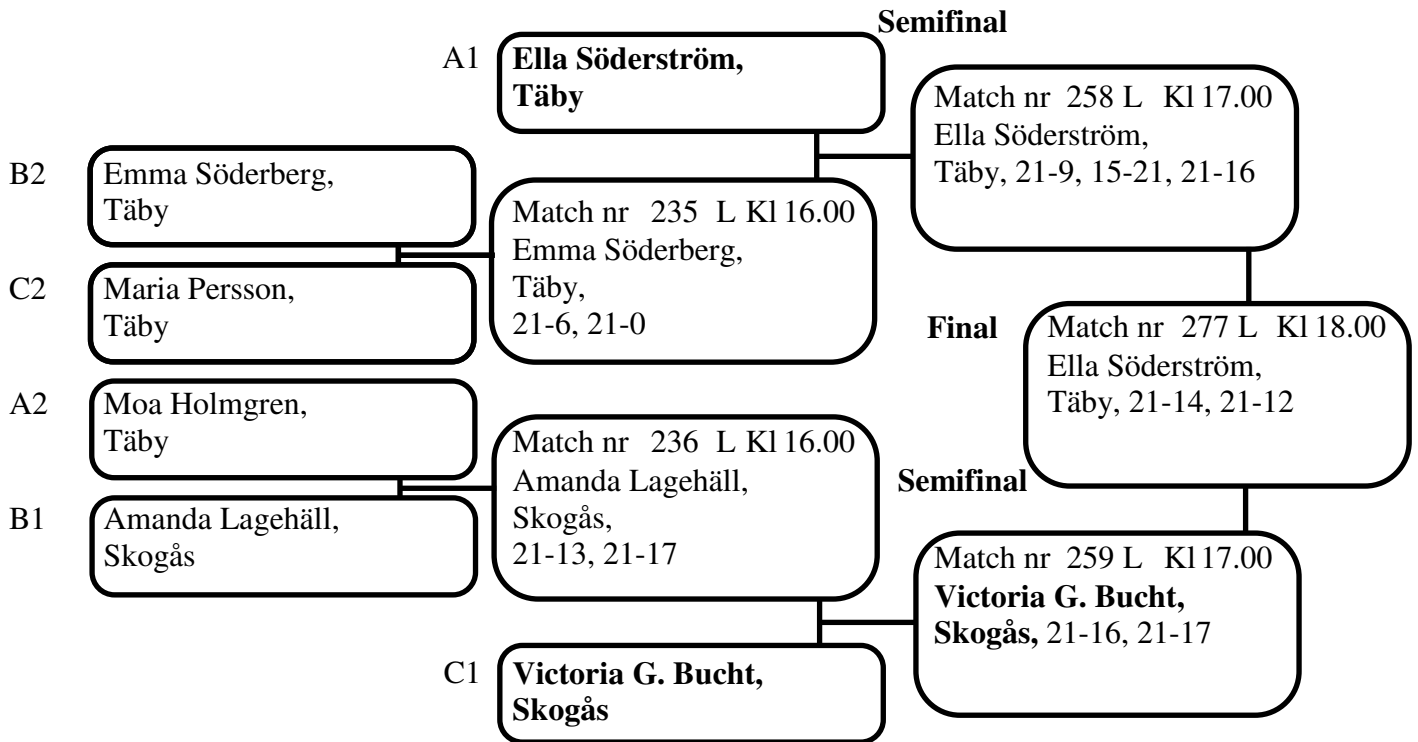 Semifinal
A1
Ella Söderström,
Täby
Match nr 258 L Kl 17.00
Ella Söderström,
Täby, 21-9, 15-21, 21-16
B2
Emma Söderberg,
Täby
Match nr 235 L Kl 16.00
Emma Söderberg,
Täby,
21-6, 21-0
C2
Maria Persson,
Täby
Final
Match nr 277 L Kl 18.00
Ella Söderström,
Täby, 21-14, 21-12
A2
Moa Holmgren,
Täby
Match nr 236 L Kl 16.00
Amanda Lagehäll,
Skogås,
21-13, 21-17
Semifinal
B1
Amanda Lagehäll,
Skogås
Match nr 259 L Kl 17.00
Victoria G. Bucht,
Skogås, 21-16, 21-17
C1
Victoria G. Bucht,
Skogås